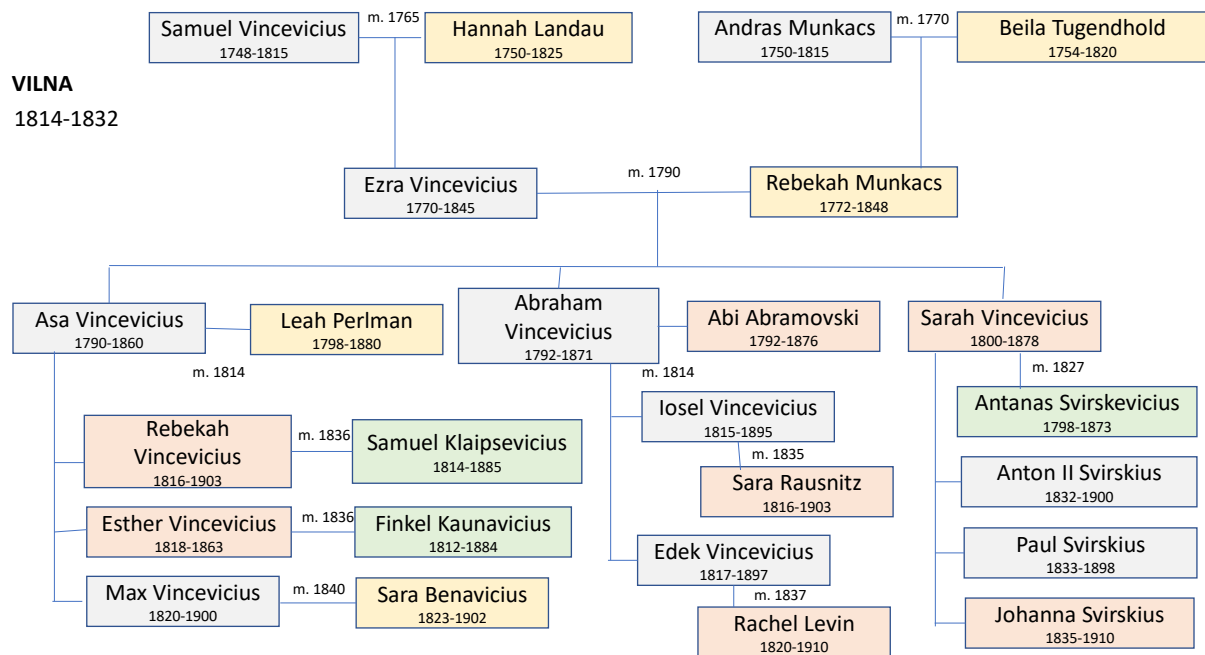 m. 1765
m. 1770
Samuel Vincevicius
1748-1815
Hannah Landau
1750-1825
Andras Munkacs
1750-1815
Beila Tugendhold
1754-1820
VILNA
1814-1832
m. 1790
Ezra Vincevicius
1770-1845
Rebekah Munkacs
1772-1848
Asa Vincevicius
1790-1860
Leah Perlman
1798-1880
m. 1814
Abraham
Vincevicius
1792-1871
Abi Abramovski
1792-1876
m. 1814
Sarah Vincevicius
1800-1878
m. 1827
Antanas Svirskevicius
1798-1873
Rebekah
Vincevicius
1816-1903
m. 1836
Samuel Klaipsevicius
1814-1885
Iosel Vincevicius
1815-1895
m. 1835
Sara Rausnitz
1816-1903
Anton II Svirskius
1832-1900
Esther Vincevicius
1818-1863
m. 1836
Finkel Kaunavicius
1812-1884
Edek Vincevicius
1817-1897
m. 1837
Rachel Levin
1820-1910
Paul Svirskius
1833-1898
Max Vincevicius
1820-1900
m. 1840
Sara Benavicius
1823-1902
Johanna Svirskius
1835-1910